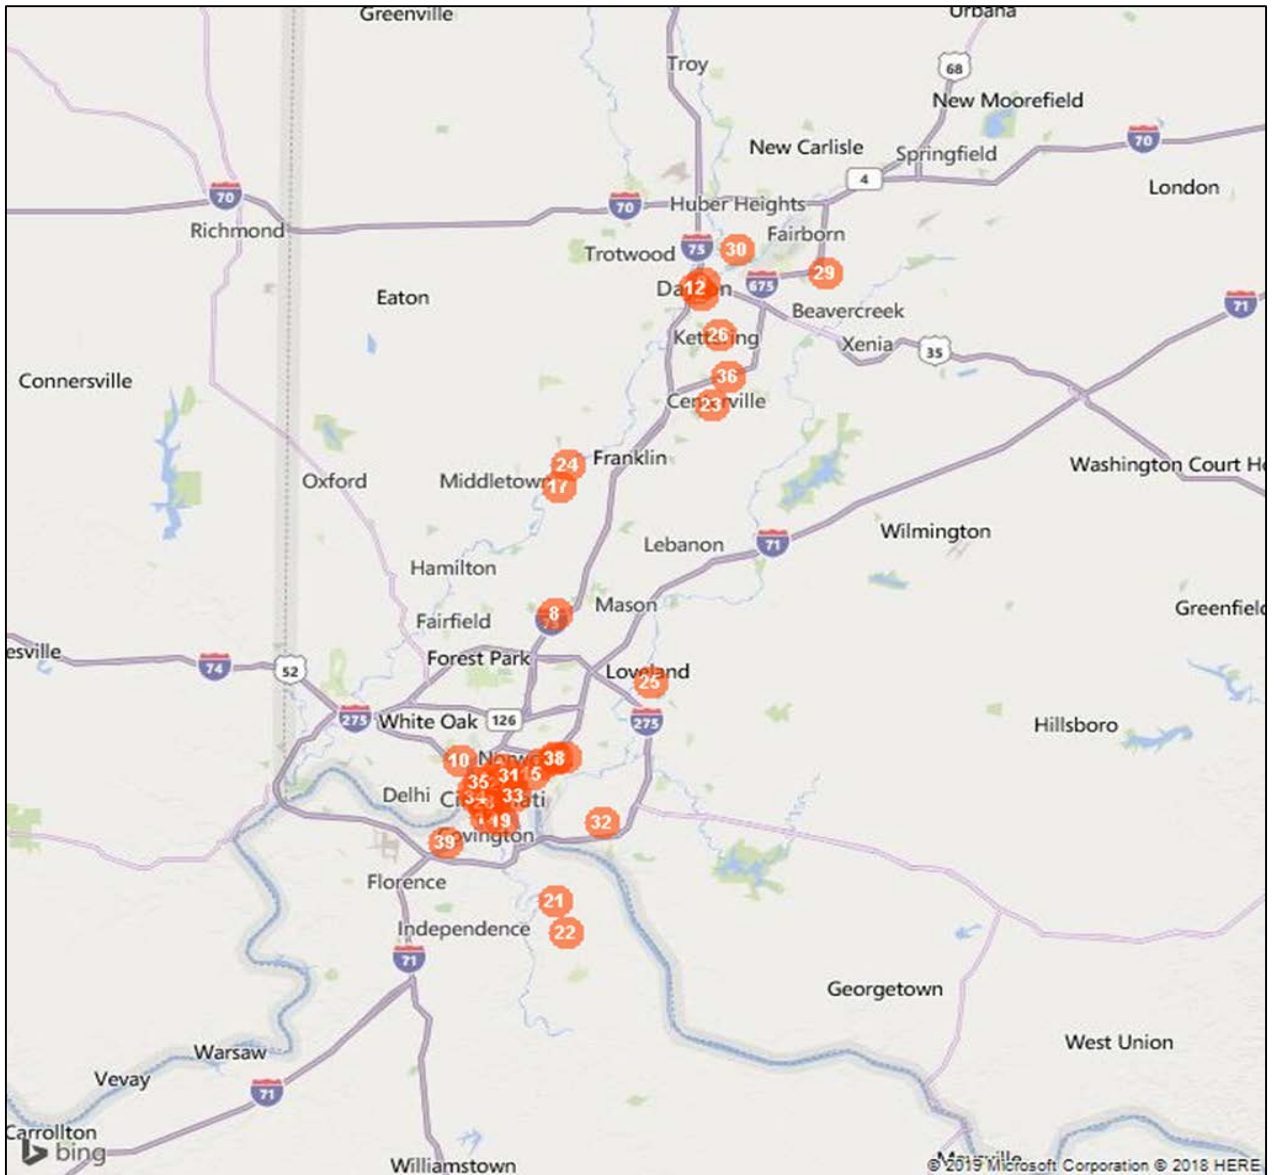 Greenville
Urbana
Troy
68
New Moorefield
New Carlisle
Springfield
70
4
London
70
70
Huber Heights
Richmond
Fairborn
75
30
Trotwood
29
675
12
Eaton
71
Beavercreek
26
Xenia
35
Connersville
36
23
Franklin
24
Washington Court Ho
Oxford
Middletown
17
Wilmington
71
Lebanon
Hamilton
8
Mason
Greenfield
Fairfield
esville
Forest Park
74
52
Loveland
25
275
White Oak
126
275
Hillsboro
10
38
31
15
35
Delhi
34
33
19
32
39
Covington
Florence
21
Independence
22
71
Georgetown
West Union
Warsaw
Vevay
71
Carrollton
bing
Williamstown
© 2019 Microsoft Corporation © 2018 HERE